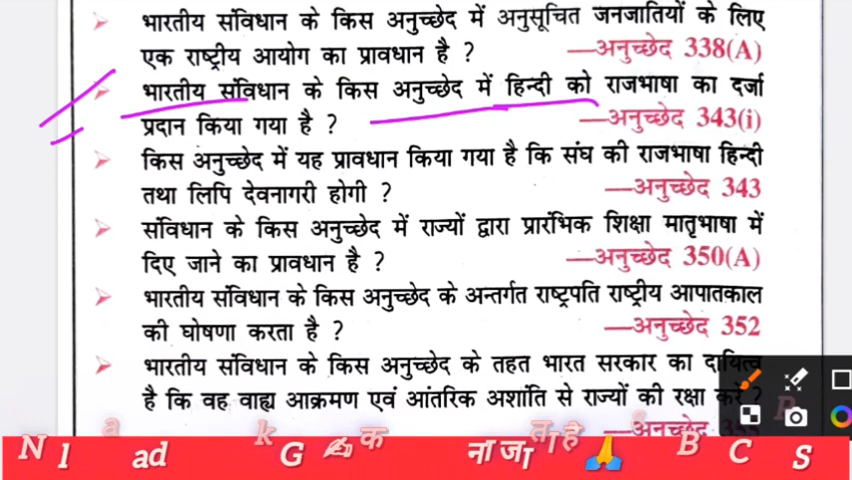 भारतीय संविधान के किस अनुच्छेद में अनुसूचित जनजातियों के लिए
एक राष्ट्रीय आयोग का प्रावधान है ? —अनुच्छेद 338(A)
भारतीय संविधान के किस अनुच्छेद में हिन्दी को राजभाषा का दर्जा
प्रदान किया गया है ? —अनुच्छेद 343(i)
किस अनुच्छेद में यह प्रावधान किया गया है कि संघ की राजभाषा हिन्दी
तथा लिपि देवनागरी होगी ? —अनुच्छेद 343
संविधान के किस अनुच्छेद में राज्यों द्वारा प्रारंभिक शिक्षा मातृभाषा में
दिए जाने का प्रावधान है ? —अनुच्छेद 350(A)
भारतीय संविधान के किस अनुच्छेद के अन्तर्गत राष्ट्रपति राष्ट्रीय आपातकाल
की घोषणा करता है ? —अनुच्छेद 352
भारतीय संविधान के किस अनुच्छेद के तहत भारत सरकार का दायित्व
है कि वह वाह्य आक्रमण एवं आंतरिक अशांति से राज्यों की रक्षा करें ?
N l a ad k G ✍ क ना जा ता है 🙏 B C S